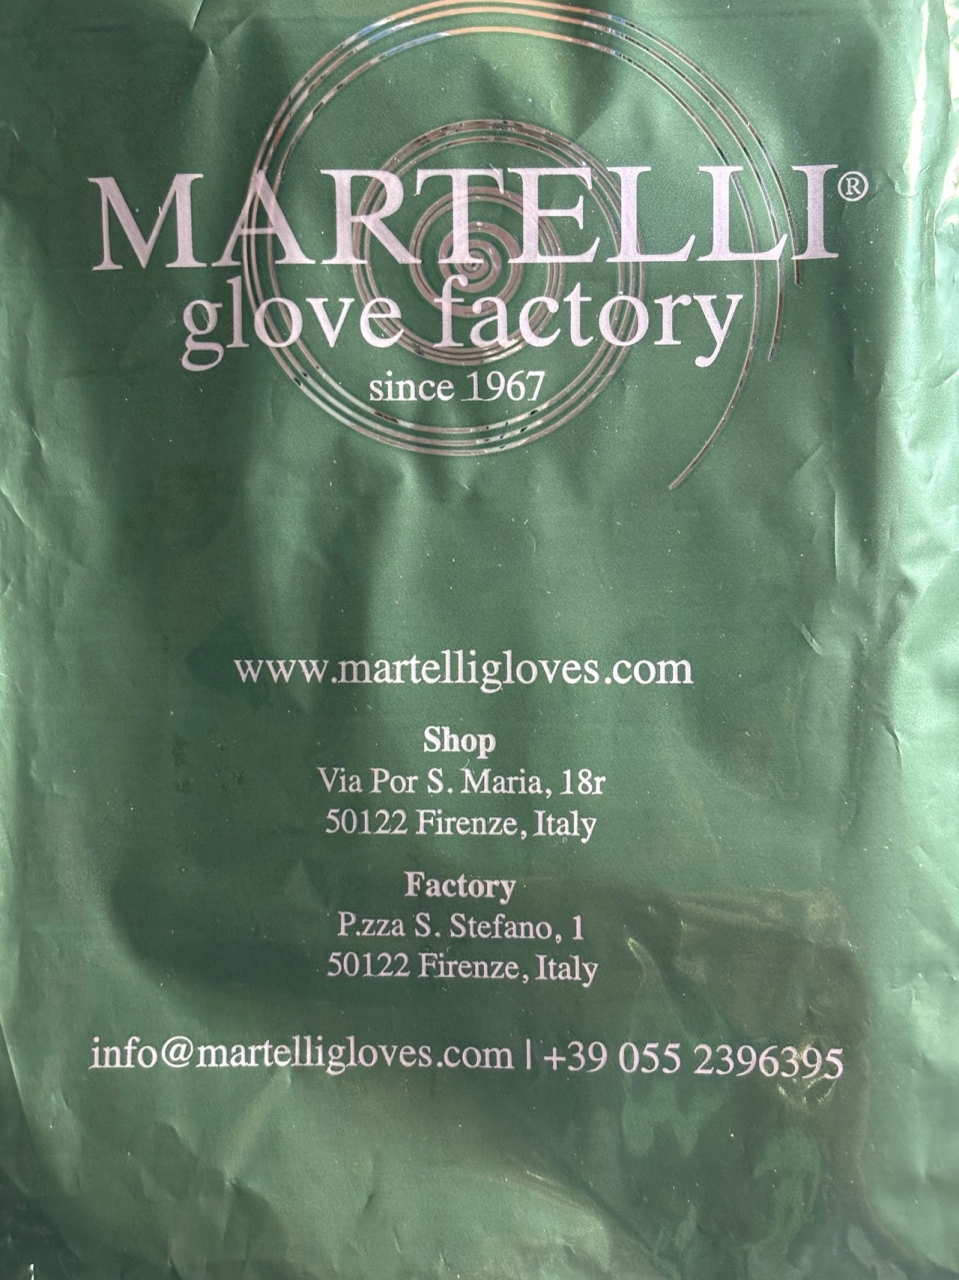 MARTELLI®
glove factory
since 1967
www.martelligloves.com
Shop
Via Por S. Maria, 18r
50122 Firenze, Italy
Factory
P.zza S. Stefano, 1
50122 Firenze, Italy
info@martelligloves.com | +39 055 2396395